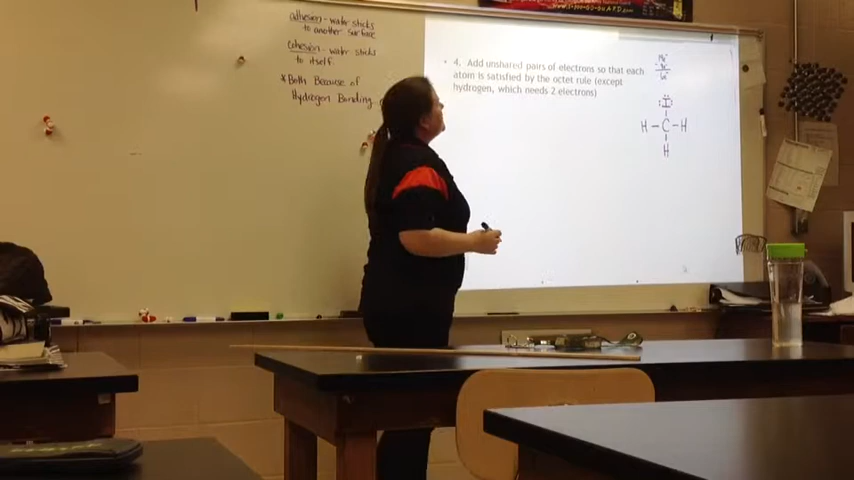 adhesion - water sticks
to another surface
cohesion - water sticks
to itself.
* Both Because of
Hydrogen Bonding
4. Add unshared pairs of electrons so that each
atom is satisfied by the octet rule (except
hydrogen, which needs 2 electrons)
I
H - C - H
H